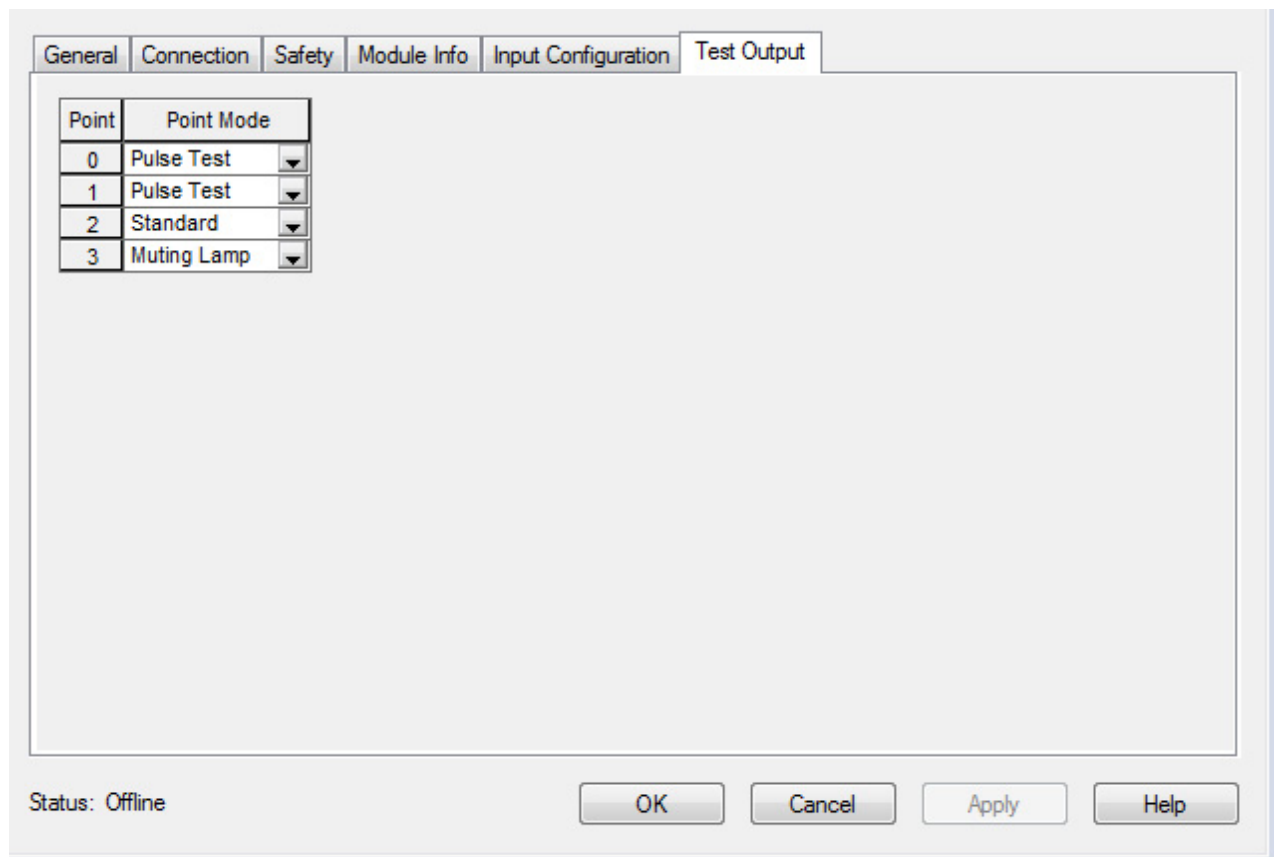 General Connection Safety Module Info Input Configuration Test Output
Point Point Mode
0 Pulse Test
1 Pulse Test
2 Standard
3 Muting Lamp
Status: Offline OK Cancel Apply Help